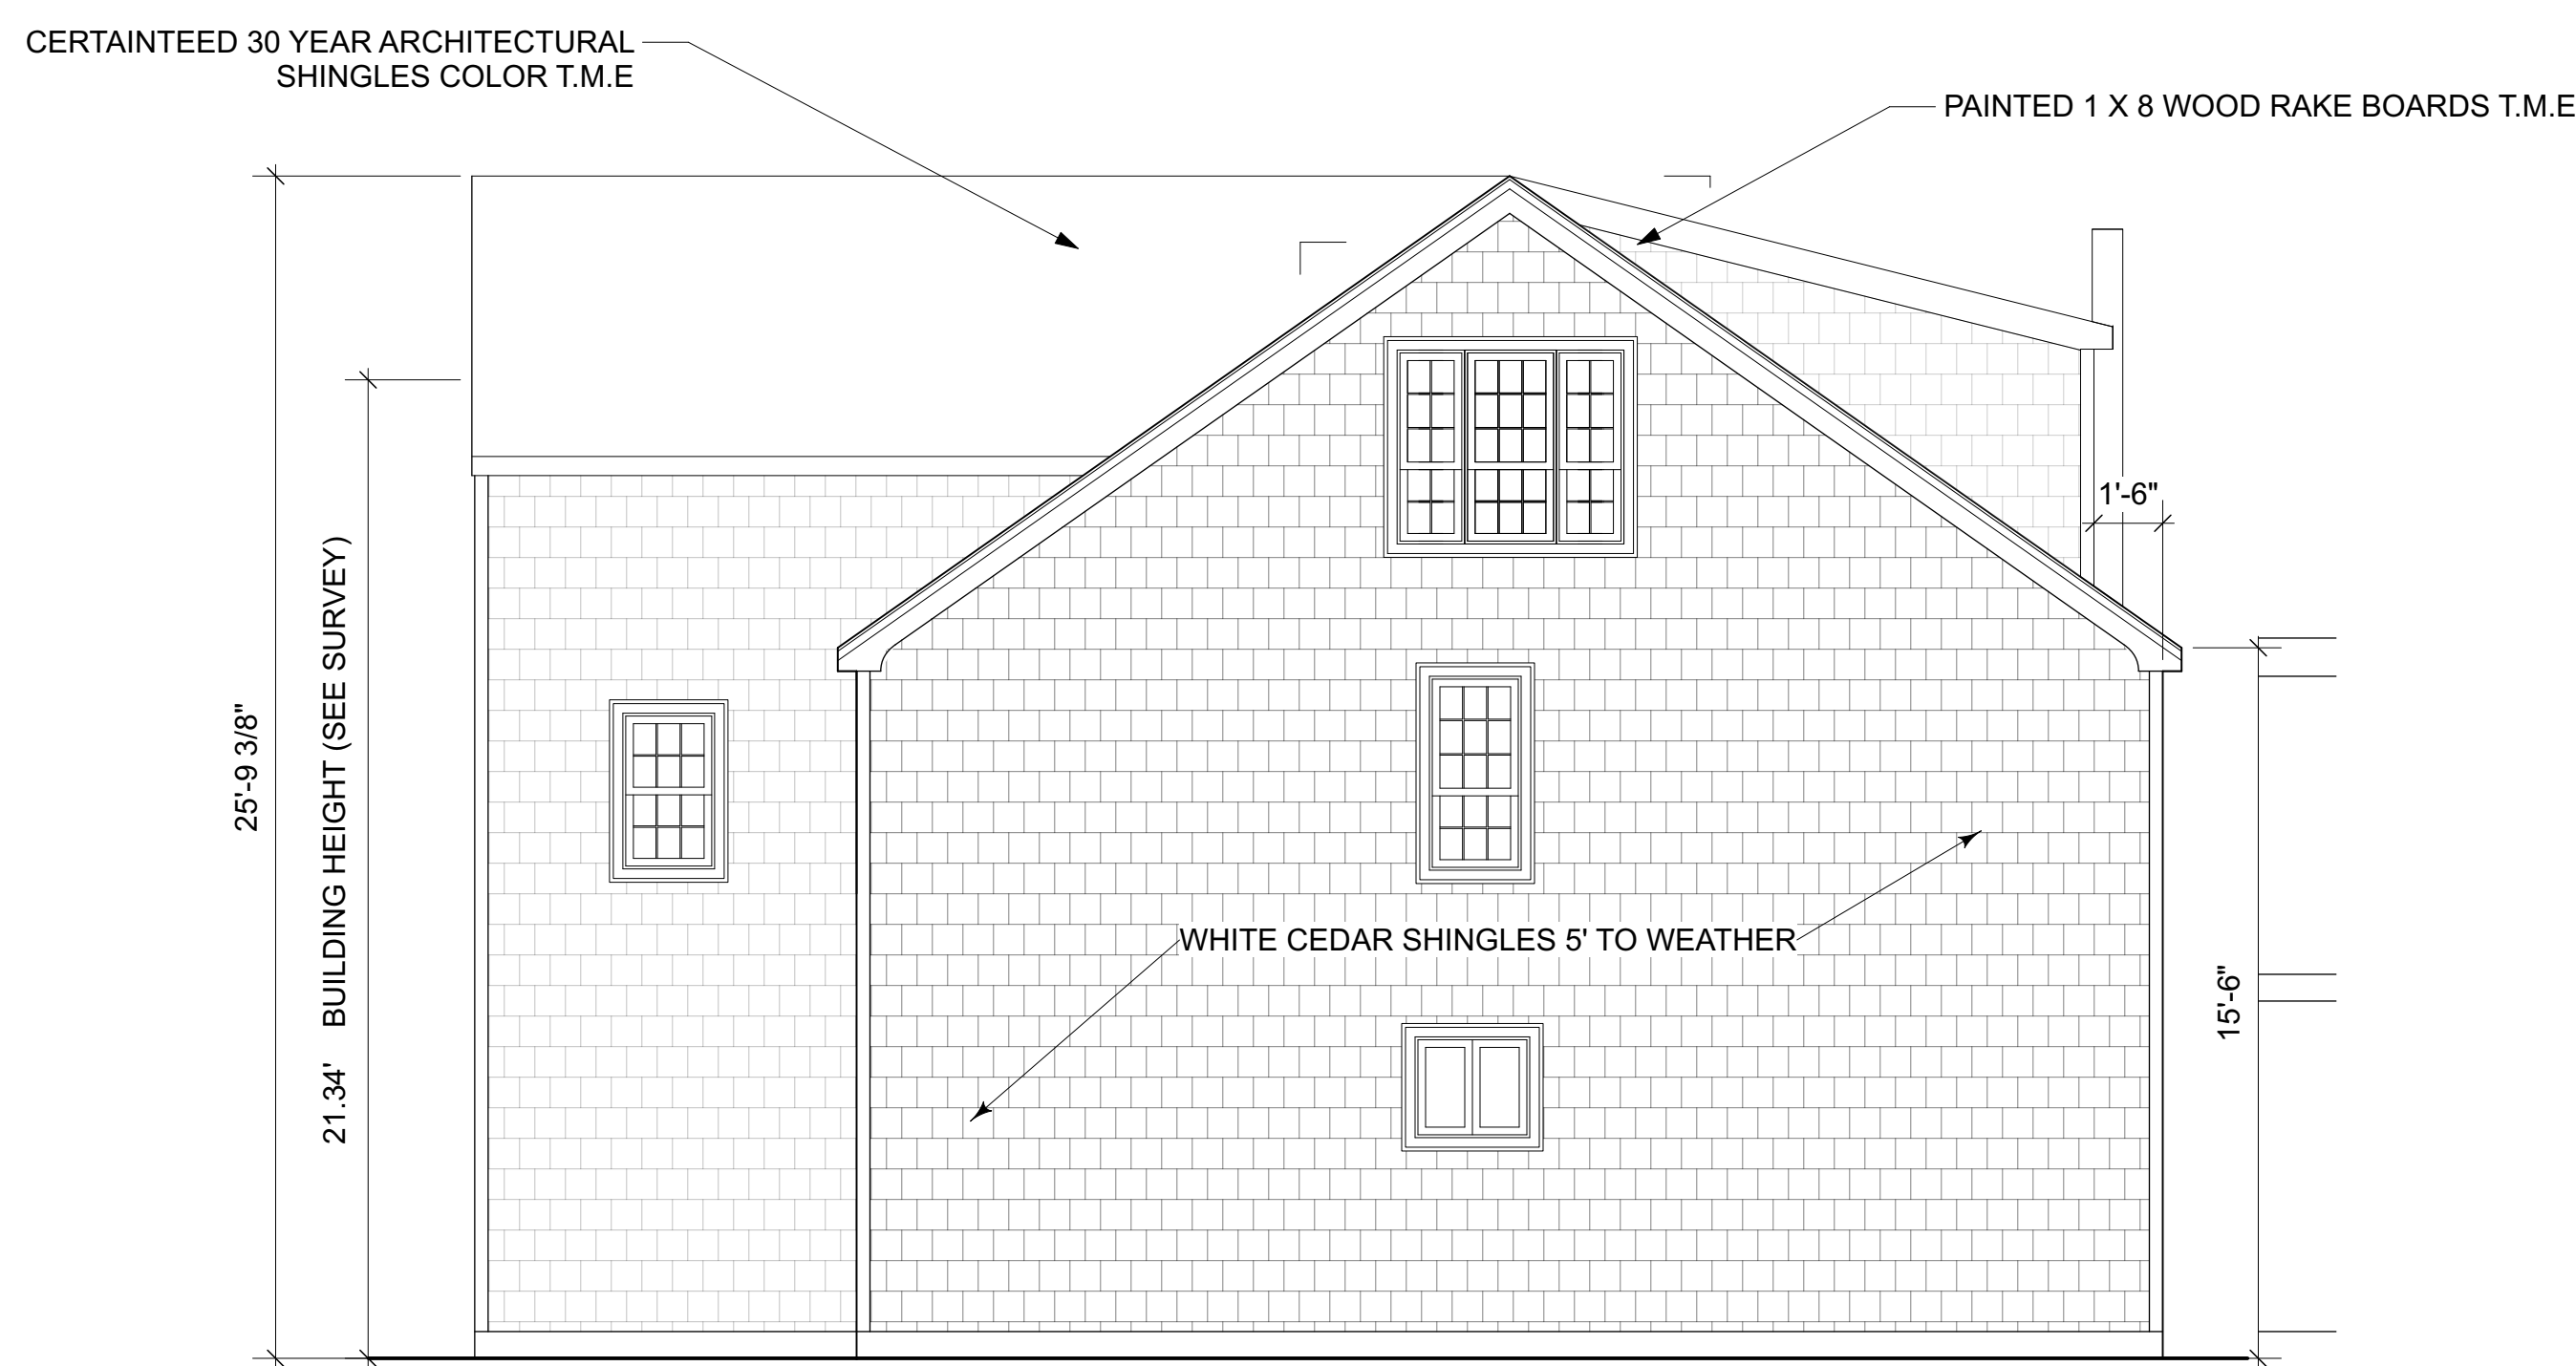 CERTAINTEED 30 YEAR ARCHITECTURAL
SHINGLES COLOR T.M.E
PAINTED 1 X 8 WOOD RAKE BOARDS T.M.E
1'-6"
25'-9 3/8"
21.34' BUILDING HEIGHT (SEE SURVEY)
WHITE CEDAR SHINGLES 5' TO WEATHER
15'-6"